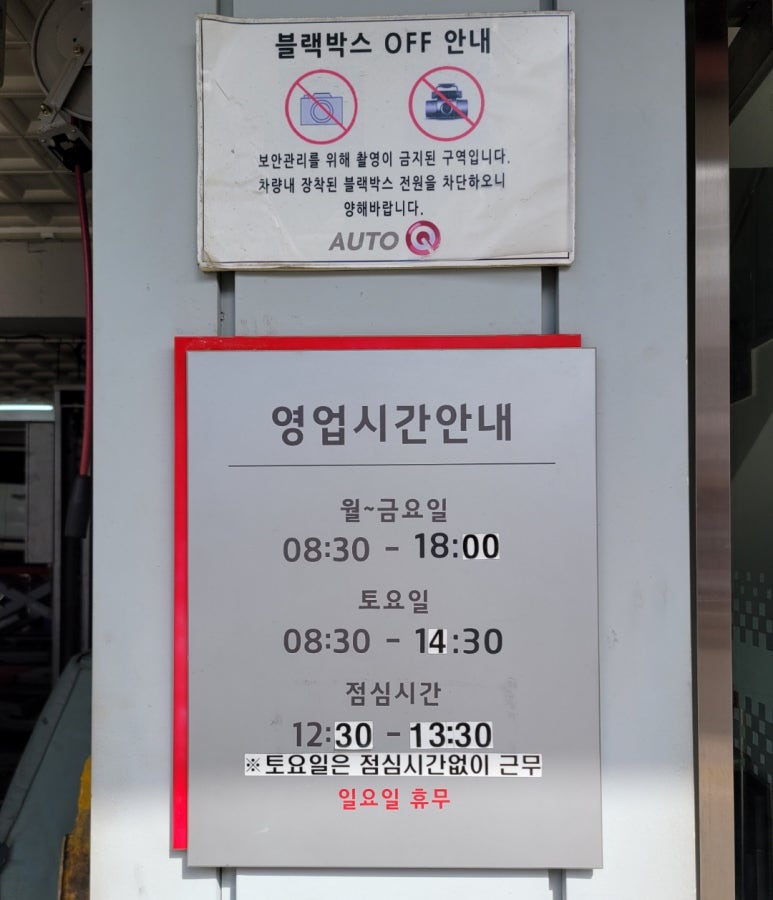 블랙박스 OFF 안내
보안관리를 위해 촬영이 금지된 구역입니다.
차량내 장착된 블랙박스 전원을 차단하오니
양해바랍니다.
AUTO Q
영업시간안내
월~금요일
08:30 - 18:00
토요일
08:30 - 14:30
점심시간
12:30 - 13:30
※토요일은 점심시간없이 근무
일요일 휴무